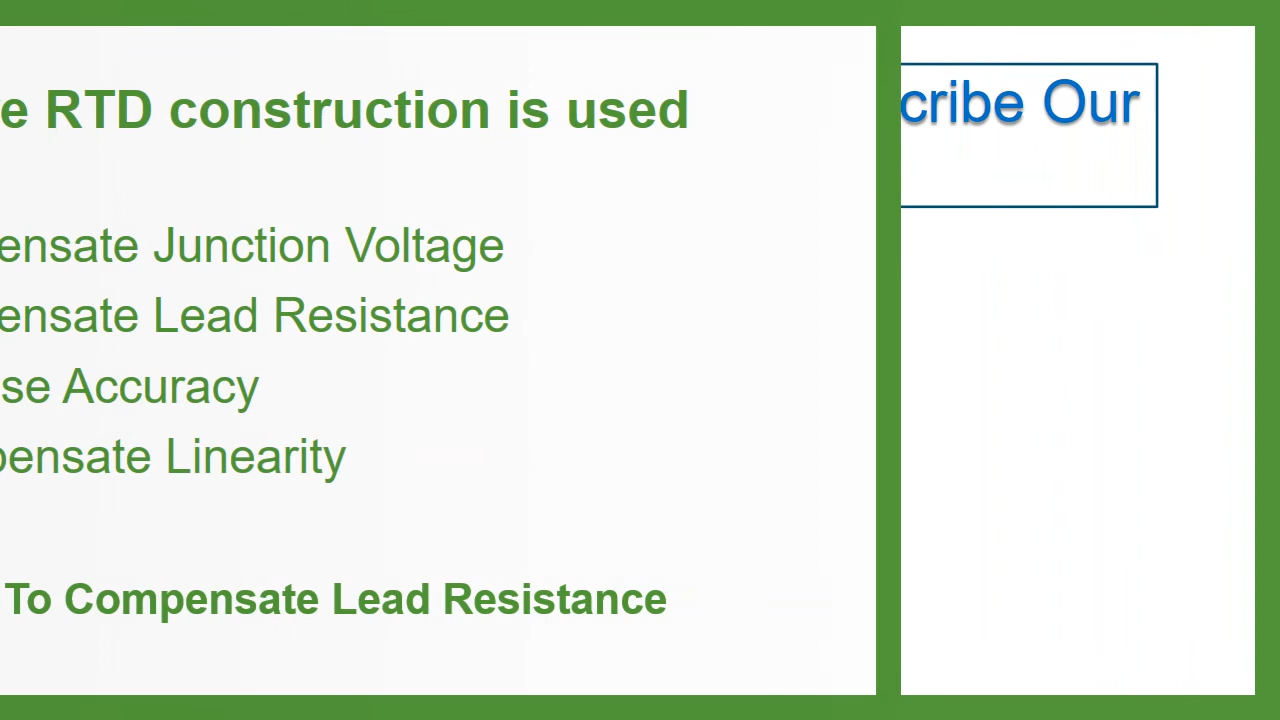 e RTD construction is used
ensate Junction Voltage
ensate Lead Resistance
se Accuracy
pensate Linearity
To Compensate Lead Resistance
cribe Our